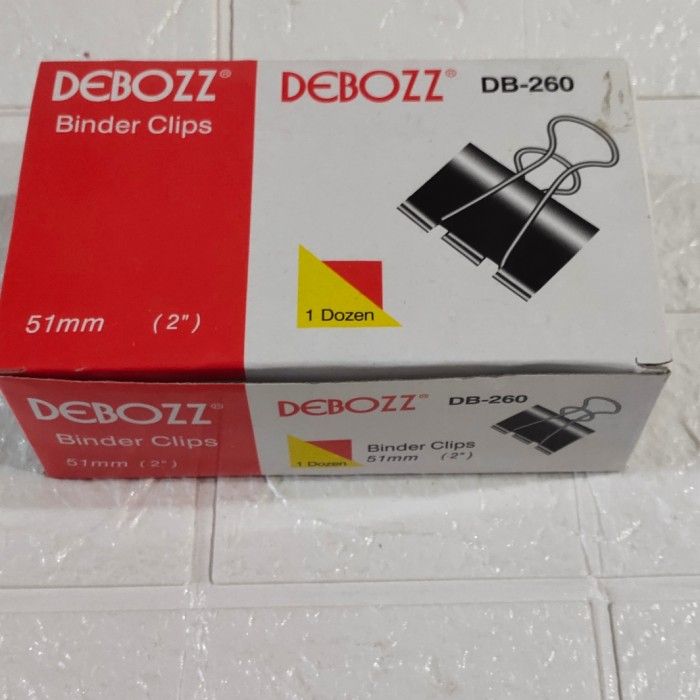 DEBOZZ®
Binder Clips
51mm (2")
DEBOZZ® DB-260
1 Dozen
DEBOZZ®
Binder Clips
51mm (2")
DEBOZZ® DB-260
1 Dozen
Binder Clips
51mm (2")